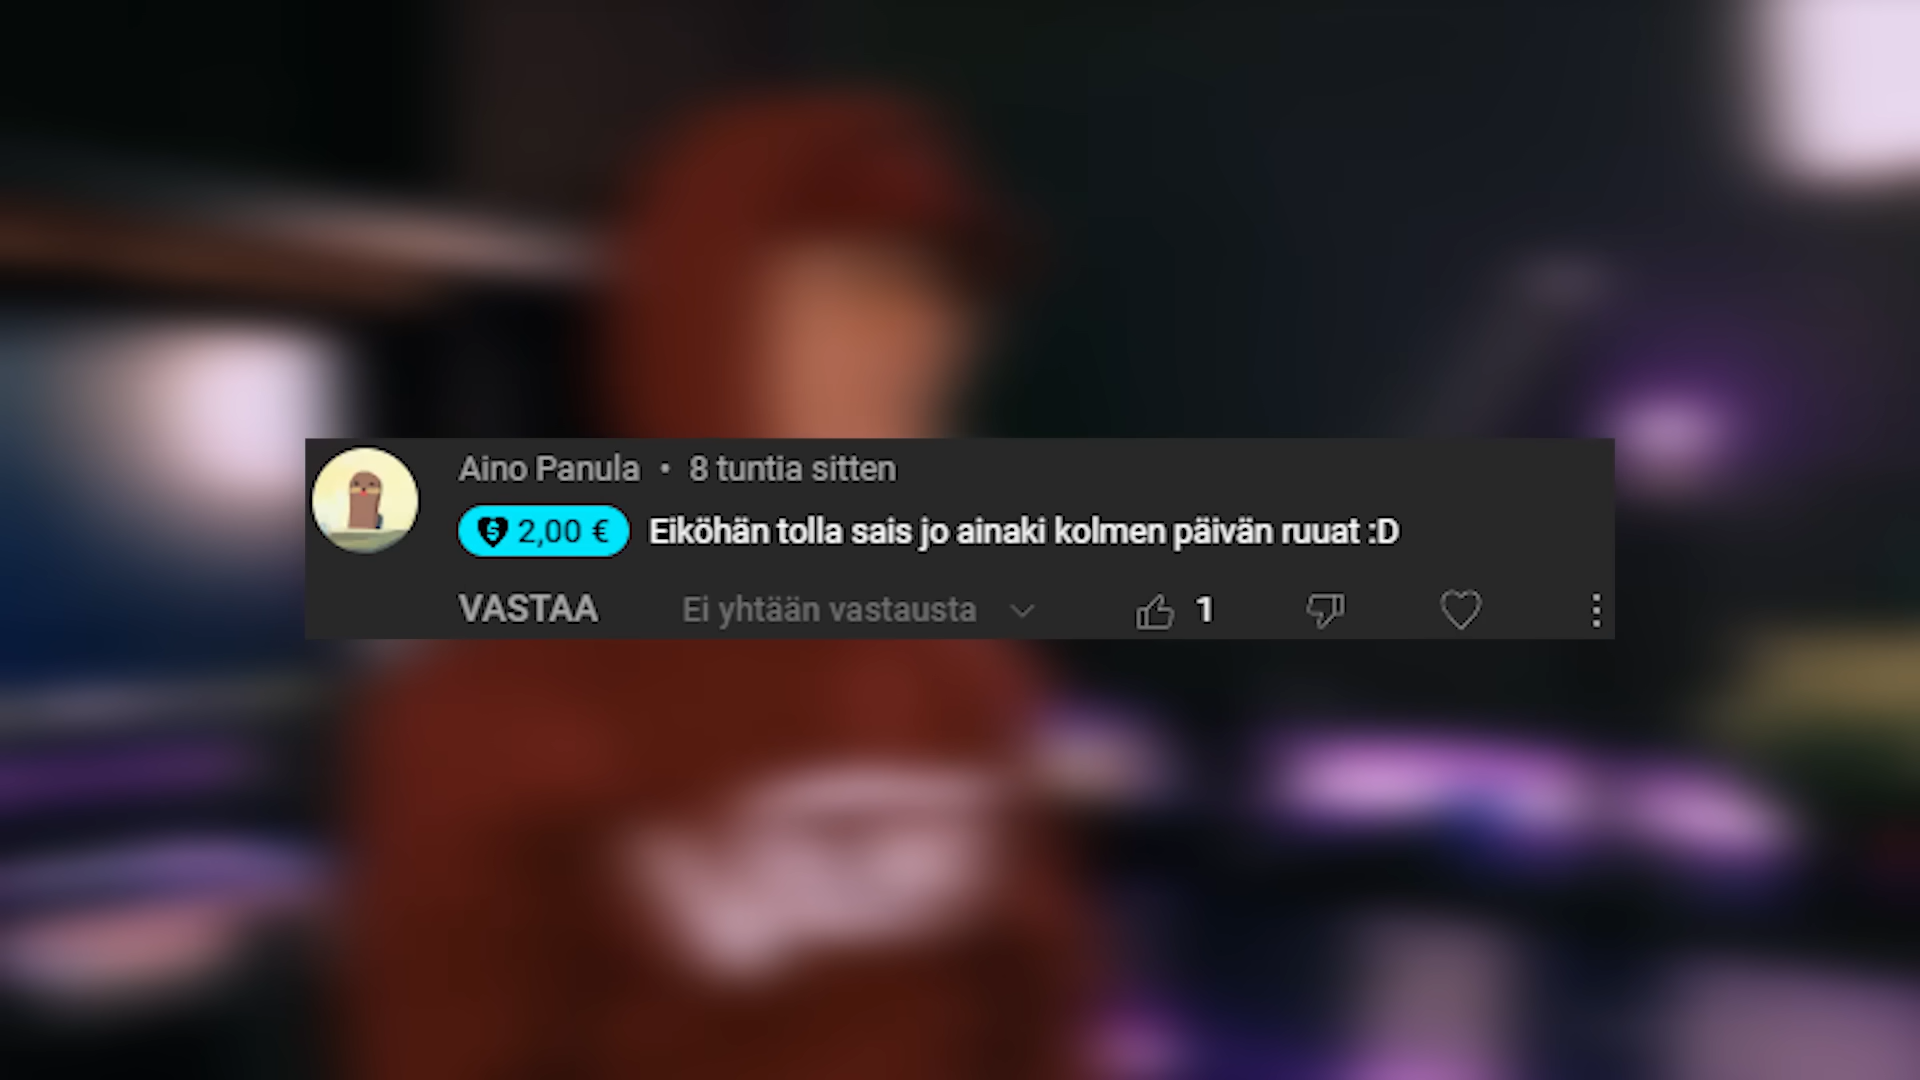 Aino Panula • 8 tuntia sitten
2,00 € Eiköhän tolla sais jo ainaki kolmen päivän ruuat :D
VASTAA Ei yhtään vastausta 1